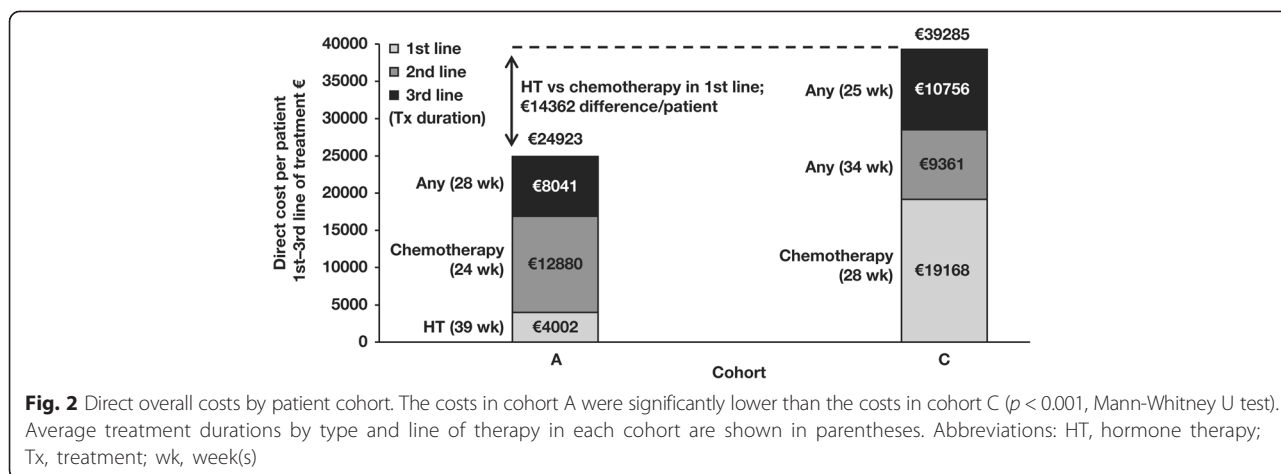 Direct cost per patient
1st–3rd line of treatment €
40000
35000
30000
25000
20000
15000
10000
5000
0
1st line
2nd line
3rd line
(Tx duration)
HT vs chemotherapy in 1st line;
€14362 difference/patient
€24923
Any (28 wk)
€8041
Chemotherapy
(24 wk)
€12880
HT (39 wk)
€4002
A
€39285
Any (25 wk)
€10756
Any (34 wk)
€9361
Chemotherapy
(28 wk)
€19168
C
Cohort
Fig. 2 Direct overall costs by patient cohort. The costs in cohort A were significantly lower than the costs in cohort C (p < 0.001, Mann-Whitney U test).
Average treatment durations by type and line of therapy in each cohort are shown in parentheses. Abbreviations: HT, hormone therapy;
Tx, treatment; wk, week(s)